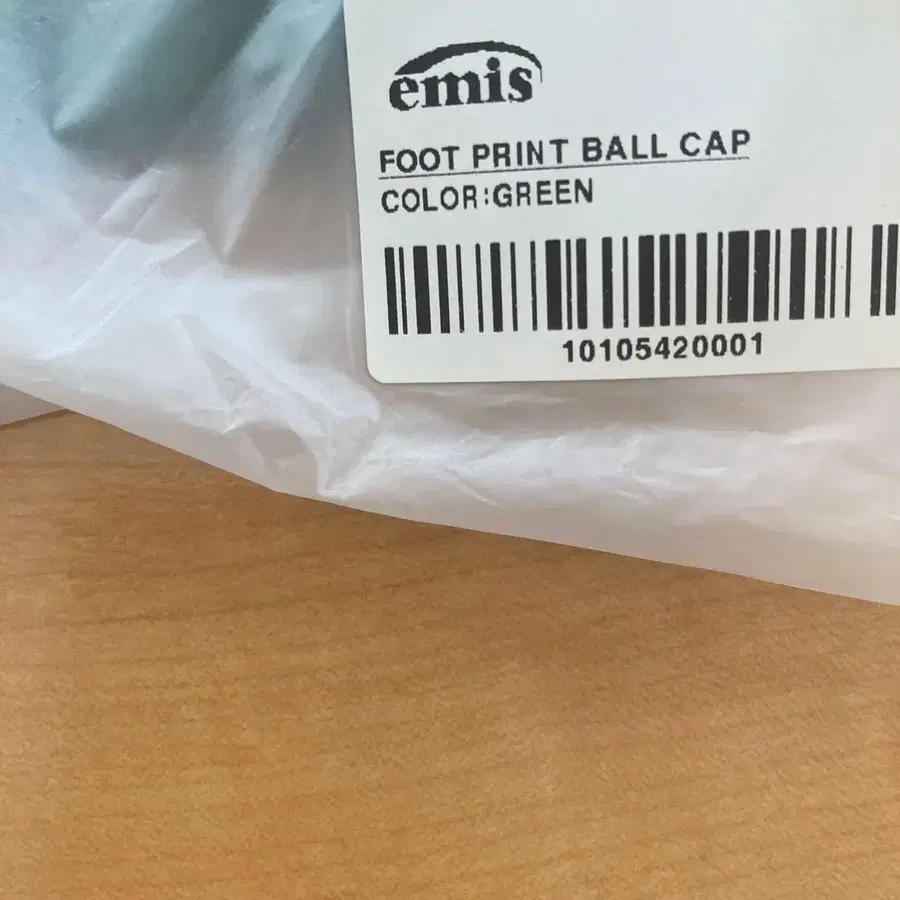 emis
FOOT PRINT BALL CAP
COLOR:GREEN
10105420001